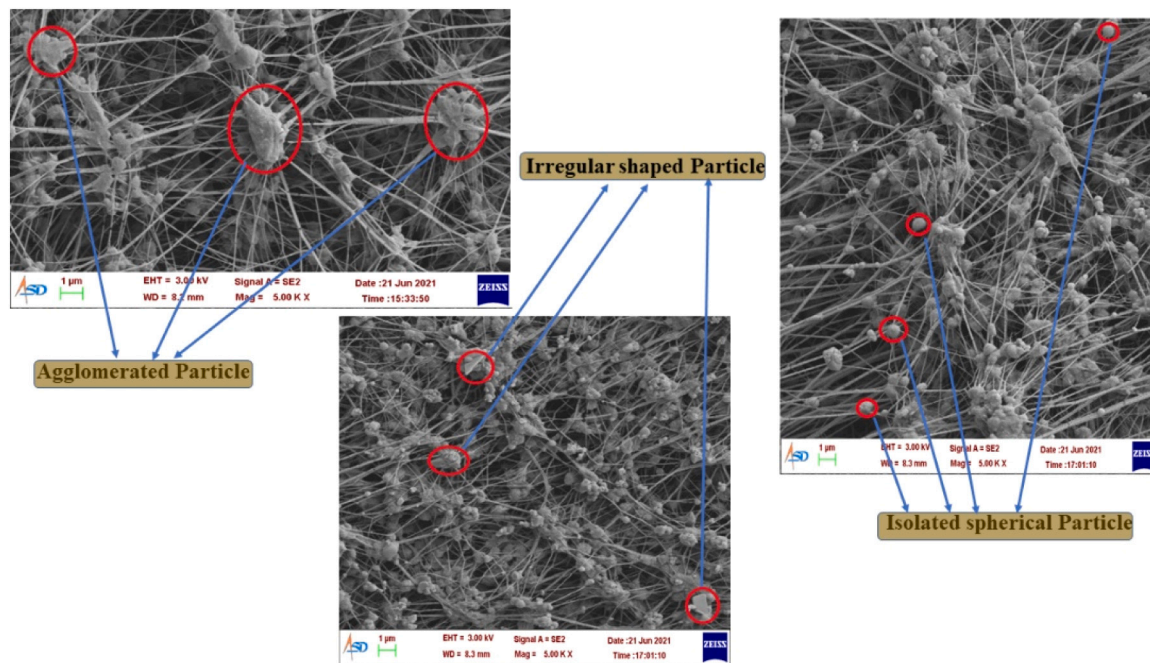 1 µm
EHT = 3.00 kV
Signal A = SE2
Date :21 Jun 2021
WD = 8.2 mm
Mag = 5.00 K X
Time :15:33:50
ZEISS
Irregular shaped Particle
Agglomerated Particle
1 µm
EHT = 3.00 kV
Signal A = SE2
Date :21 Jun 2021
WD = 8.3 mm
Mag = 5.00 K X
Time :17:01:10
ZEISS
Isolated spherical Particle
1 µm
EHT = 3.00 kV
Signal A = SE2
Date :21 Jun 2021
WD = 8.3 mm
Mag = 5.00 K X
Time :17:01:10
ZEISS